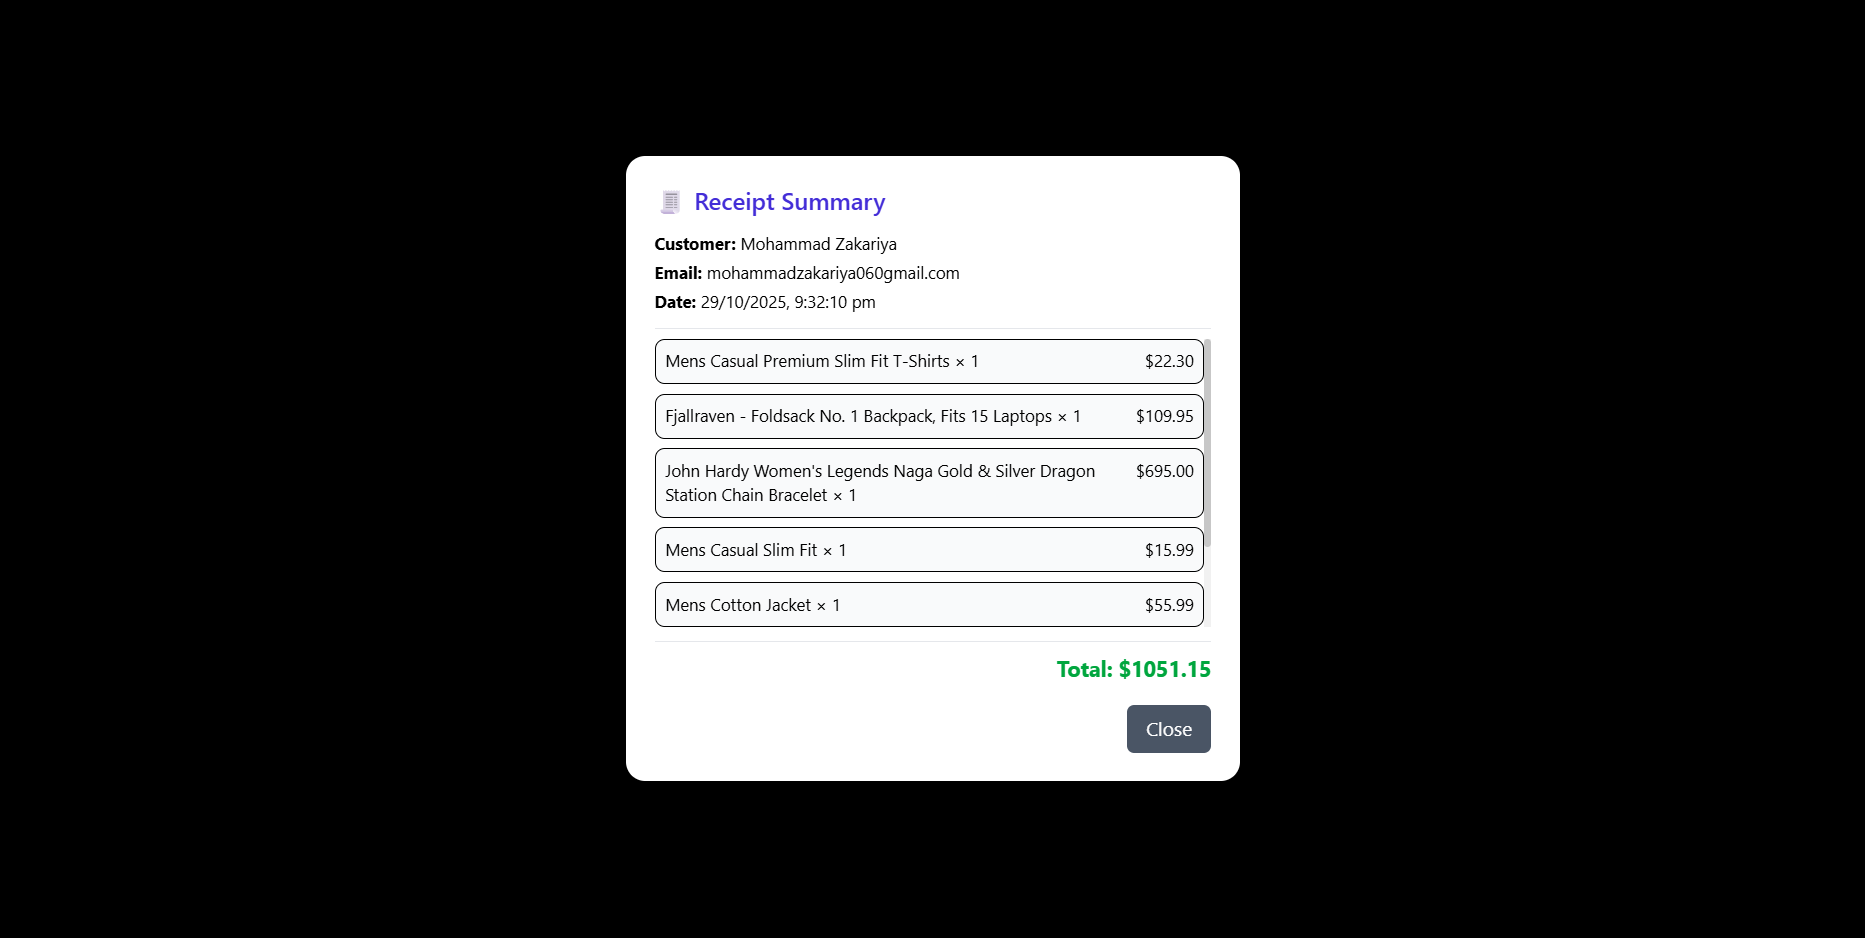 Receipt Summary
Customer: Mohammad Zakariya
Email: mohammadzakariya060gmail.com
Date: 29/10/2025, 9:32:10 pm
Mens Casual Premium Slim Fit T-Shirts × 1 $22.30
Fjallraven - Foldsack No. 1 Backpack, Fits 15 Laptops × 1 $109.95
John Hardy Women's Legends Naga Gold & Silver Dragon $695.00
Station Chain Bracelet × 1
Mens Casual Slim Fit × 1 $15.99
Mens Cotton Jacket × 1 $55.99
Total: $1051.15
Close